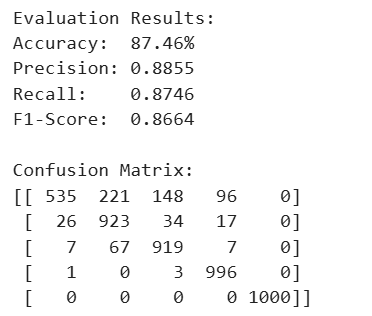 Evaluation Results:
Accuracy:  87.46%
Precision: 0.8855
Recall:    0.8746
F1-Score:  0.8664

Confusion Matrix:
[[ 535  221  148   96    0]
 [  26  923   34   17    0]
 [   7   67  919    7    0]
 [   1    0    3  996    0]
 [   0    0    0    0 1000]]